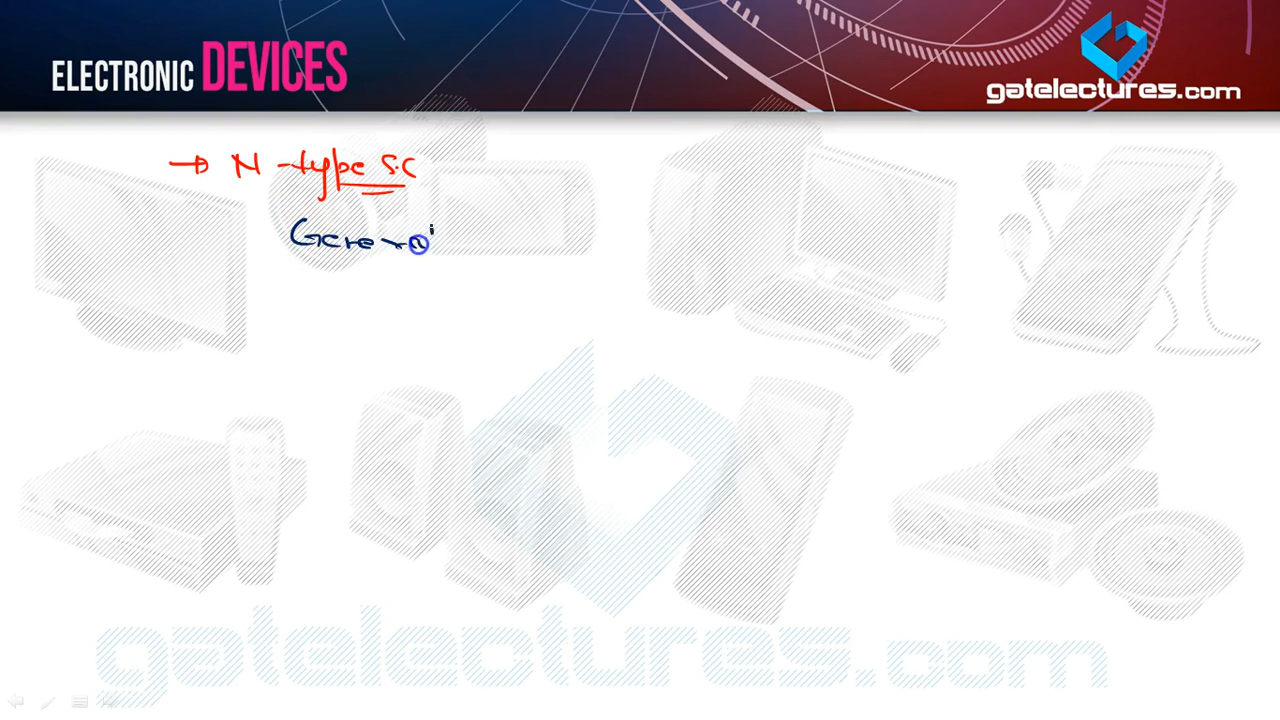 ELECTRONIC DEVICES
gatelectures.com
→ N-type S.C
gatelectures.com